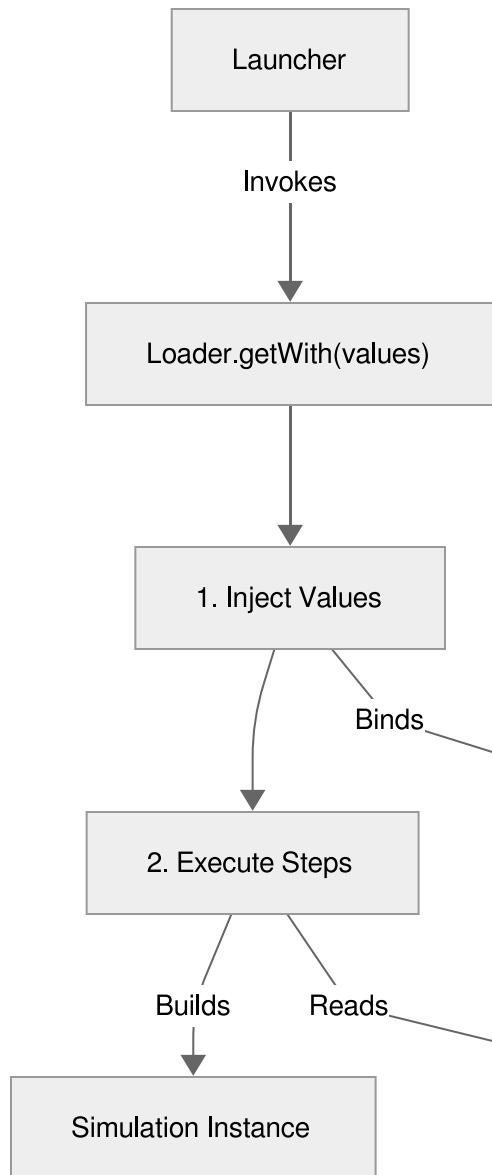 Launcher
Invokes
Loader.getWith(values)
1. Inject Values
Binds
2. Execute Steps
Builds
Reads
Simulation Instance